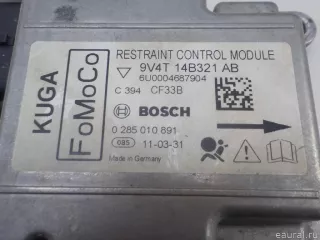 RESTRAINT CONTROL MODULE
9V4T 14B321 AB
6U0004687904
C 394 CF33B
KUGA
FoMoCo
BOSCH
0 285 010 891
085 11-03-31
Made in Germany
© eaural.ru